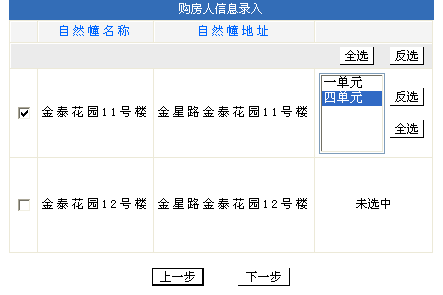 购房人信息录入
自然幢名称 自然幢地址
全选 反选
一单元
四单元
反选
金泰花园11号楼 金星路金泰花园11号楼
全选
金泰花园12号楼 金星路金泰花园12号楼 未选中
上一步 下一步